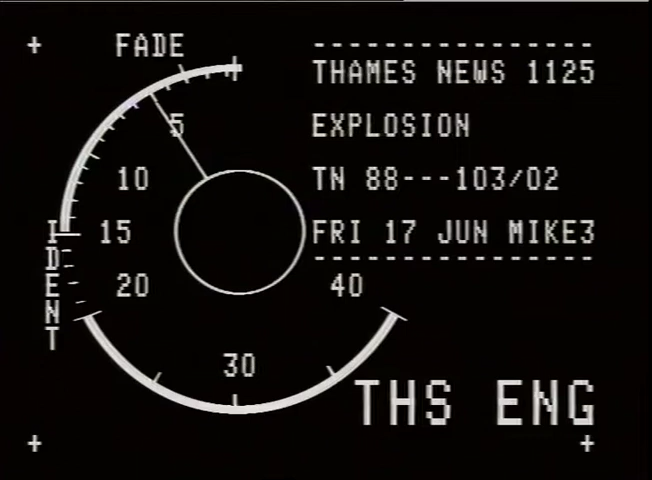 FADE
THAMES NEWS 1125
EXPLOSION
TN 88---103/02
FRI 17 JUN MIKE3
5
10
15
20
30
40
IDENT
THS ENG